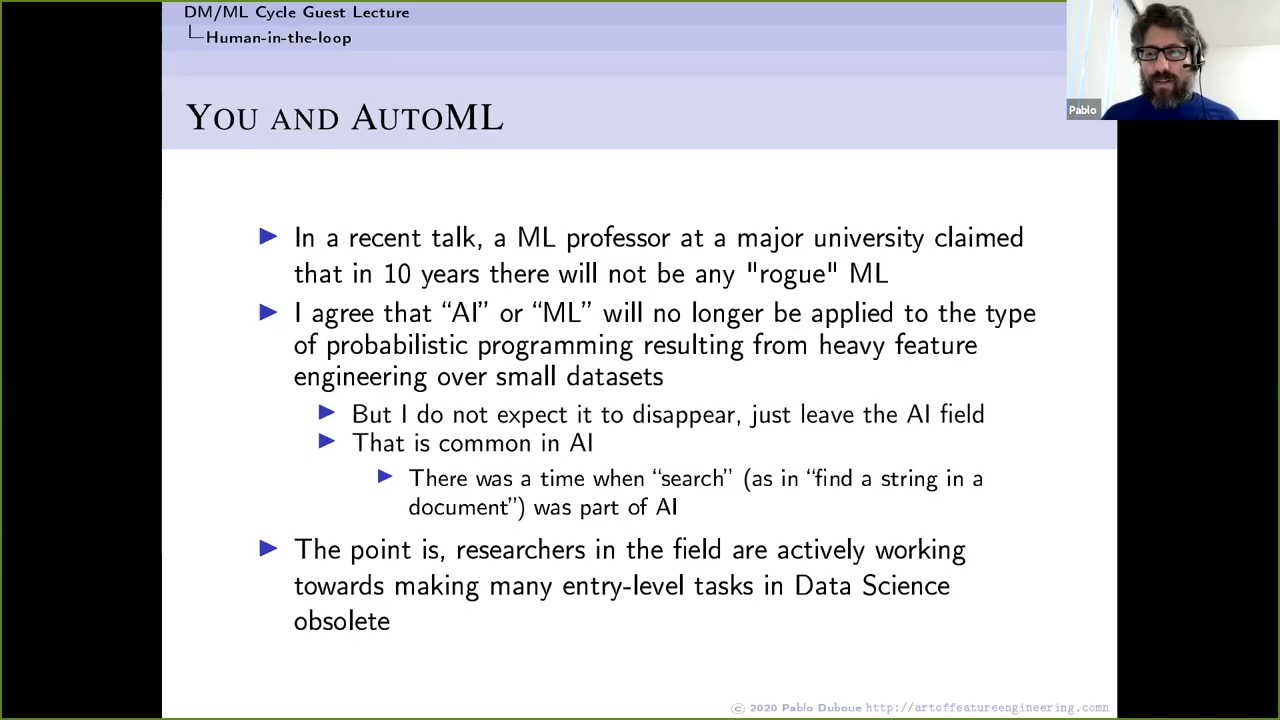 DM/ML Cycle Guest Lecture
Human-in-the-loop
YOU AND AUTOML
In a recent talk, a ML professor at a major university claimed
that in 10 years there will not be any "rogue" ML
I agree that “AI” or “ML” will no longer be applied to the type
of probabilistic programming resulting from heavy feature
engineering over small datasets
But I do not expect it to disappear, just leave the AI field
That is common in AI
There was a time when “search” (as in “find a string in a
document”) was part of AI
The point is, researchers in the field are actively working
towards making many entry-level tasks in Data Science
obsolete
© 2020 Pablo Duboue http://artoffeatureengineering.comn
Pablo